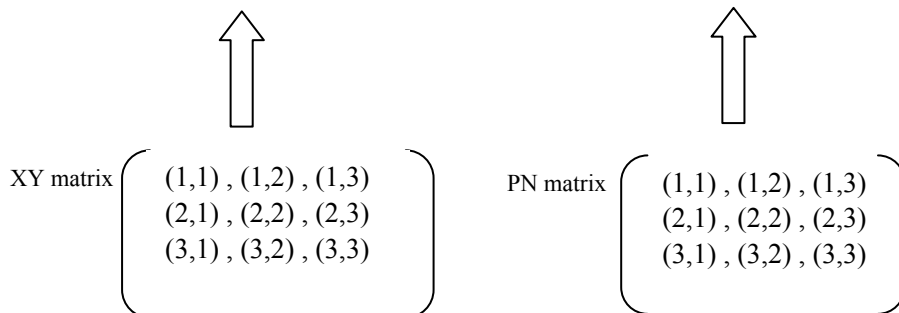 XY matrix
(1,1) , (1,2) , (1,3)
(2,1) , (2,2) , (2,3)
(3,1) , (3,2) , (3,3)
PN matrix
(1,1) , (1,2) , (1,3)
(2,1) , (2,2) , (2,3)
(3,1) , (3,2) , (3,3)